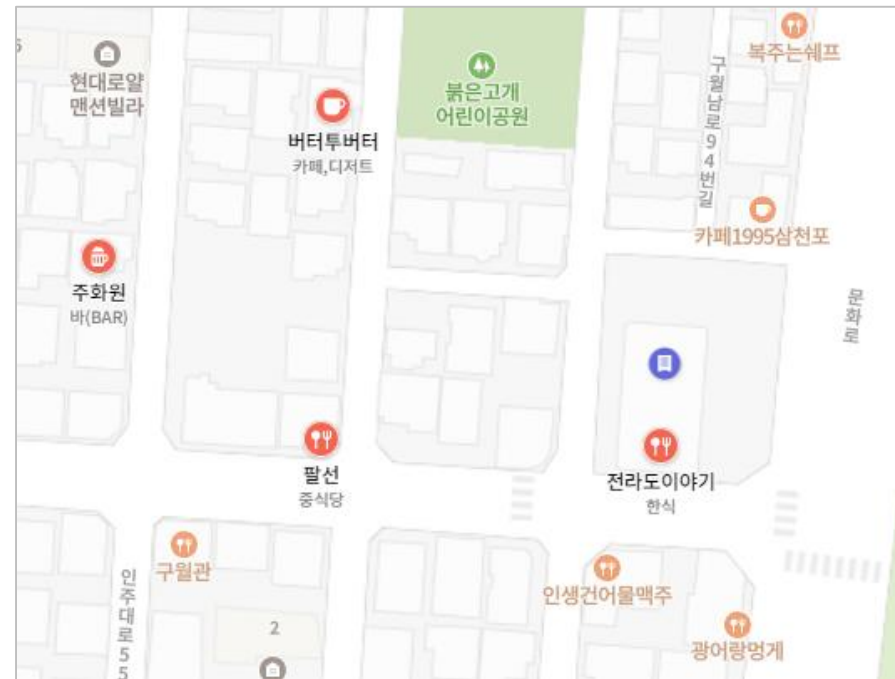 현대로얄
맨션빌라
버터투버터
카페,디저트
붉은고개
어린이공원
복주는쉐프
구월남로94번길
카페1995삼천포
주화원
바(BAR)
문화로
팔선
중식당
전라도이야기
한식
구월관
인주대로55
2
인생건어물맥주
광어랑멍게